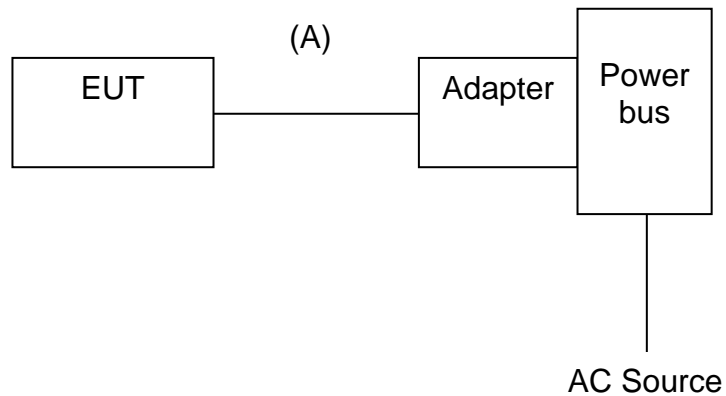 (A)
EUT
Adapter
Power
bus
AC Source